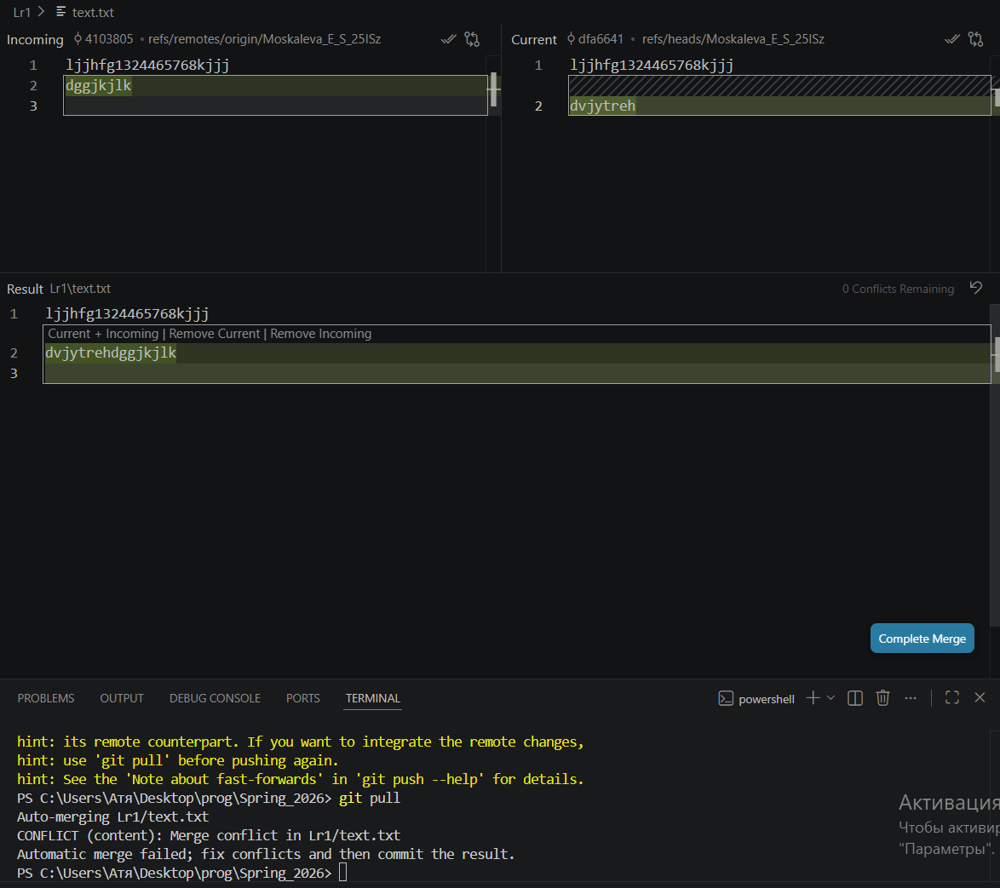 Lr1 > text.txt
Incoming 4103805 • refs/remotes/origin/Moskaleva_E_S_25ISz
1 ljjhfg1324465768kjjj
2 dggjkjlk
3
Current dfa6641 • refs/heads/Moskaleva_E_S_25ISz
1 ljjhfg1324465768kjjj
2 dvjytreh
Result Lr1\text.txt
0 Conflicts Remaining
1 ljjhfg1324465768kjjj
Current + Incoming | Remove Current | Remove Incoming
2 dvjytrehdggjkjlk
3
Complete Merge
PROBLEMS OUTPUT DEBUG CONSOLE PORTS TERMINAL
powershell
hint: its remote counterpart. If you want to integrate the remote changes,
hint: use 'git pull' before pushing again.
hint: See the 'Note about fast-forwards' in 'git push --help' for details.
PS C:\Users\Атя\Desktop\prog\Spring_2026> git pull
Auto-merging Lr1/text.txt
CONFLICT (content): Merge conflict in Lr1/text.txt
Automatic merge failed; fix conflicts and then commit the result.
PS C:\Users\Атя\Desktop\prog\Spring_2026>
Активация
Чтобы активир
"Параметры".